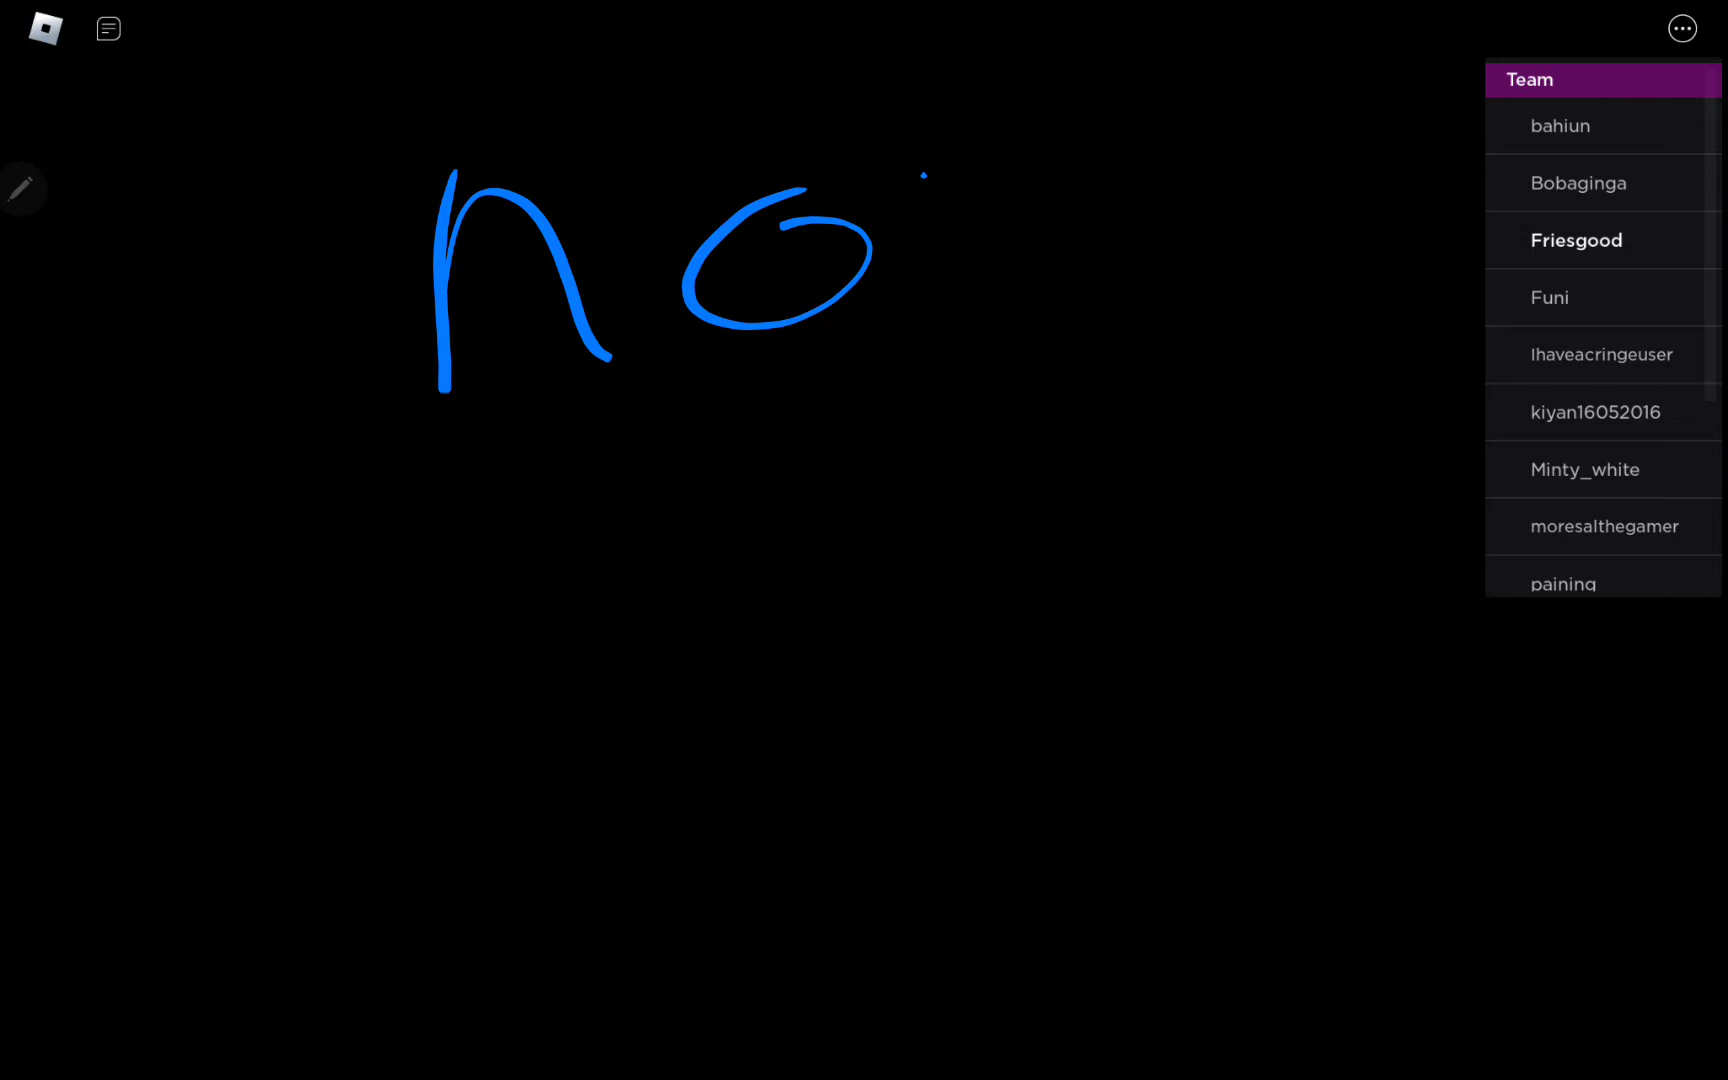 Team
bahiun
Bobaginga
Friesgood
Funi
Ihaveacringeuser
kiyan16052016
Minty_white
moresalthegamer
paining
no